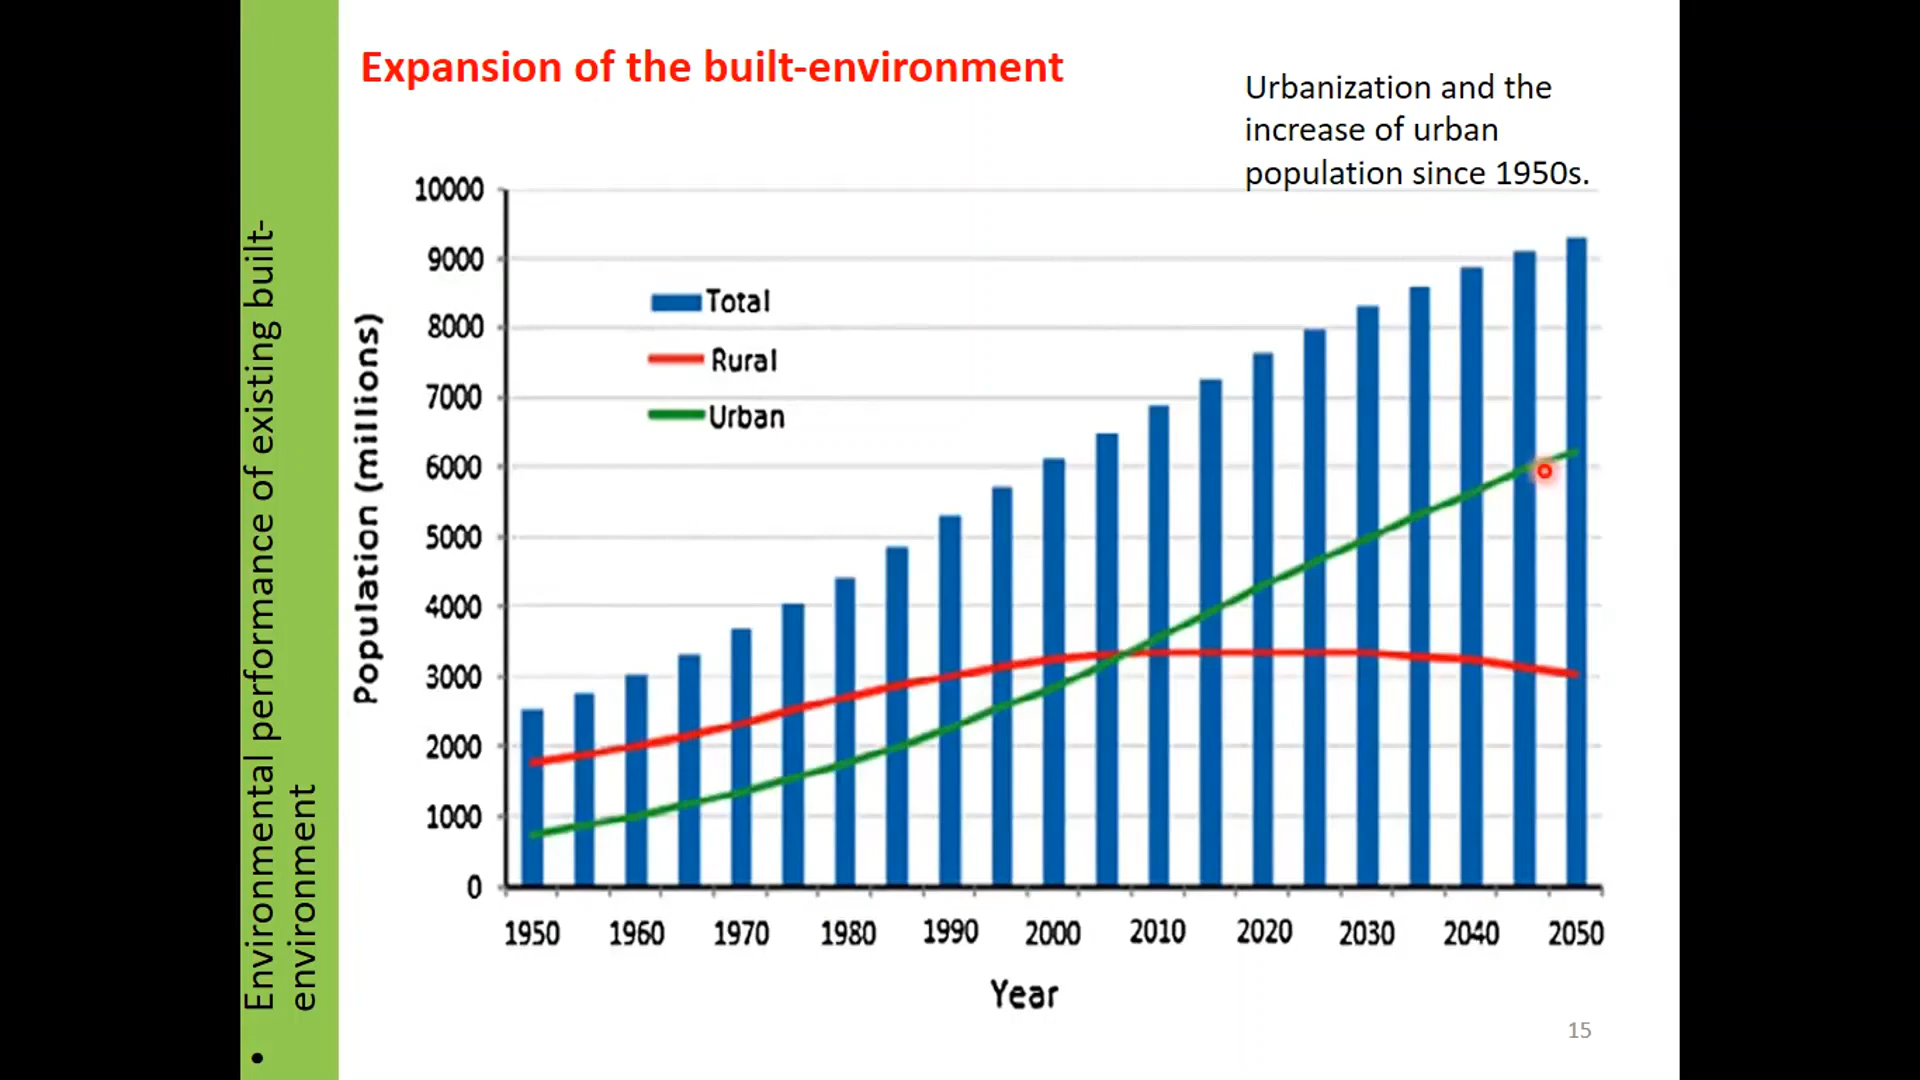 Expansion of the built-environment
Urbanization and the
increase of urban
population since 1950s.
• Environmental performance of existing built-
environment
Population (millions)
10000
9000
8000
7000
6000
5000
4000
3000
2000
1000
0
Total
Rural
Urban
1950 1960 1970 1980 1990 2000 2010 2020 2030 2040 2050
Year
15